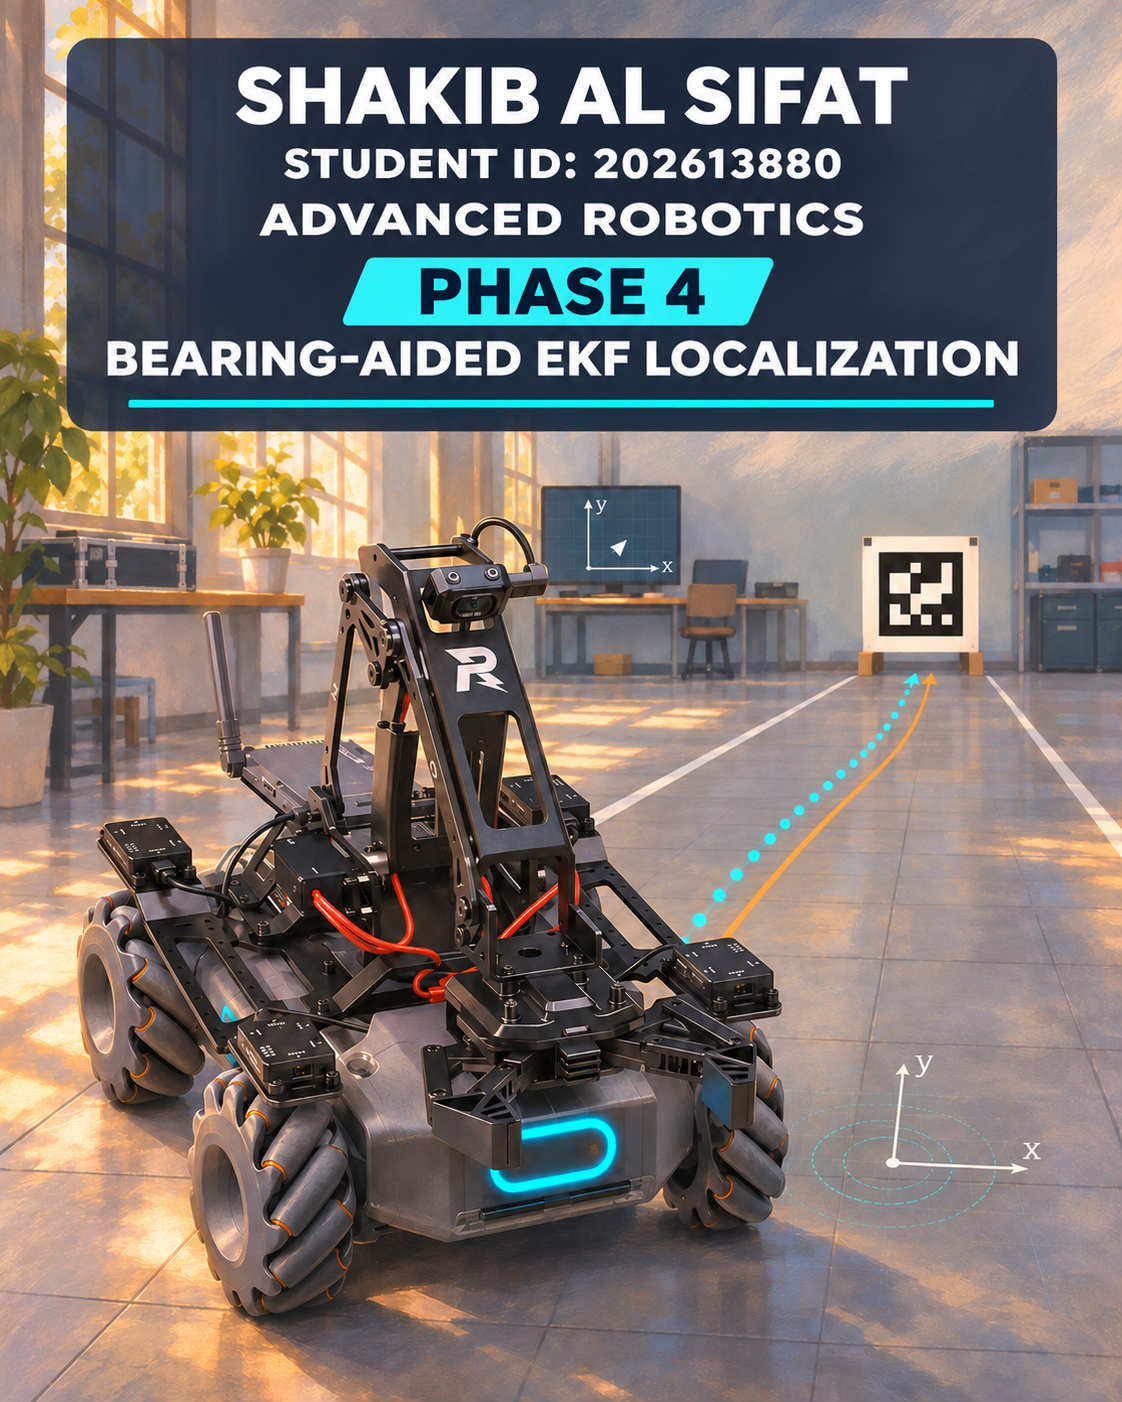 SHAKIB AL SIFAT
STUDENT ID: 202613880
ADVANCED ROBOTICS
PHASE 4
BEARING-AIDED EKF LOCALIZATION
y
x
R
y
x